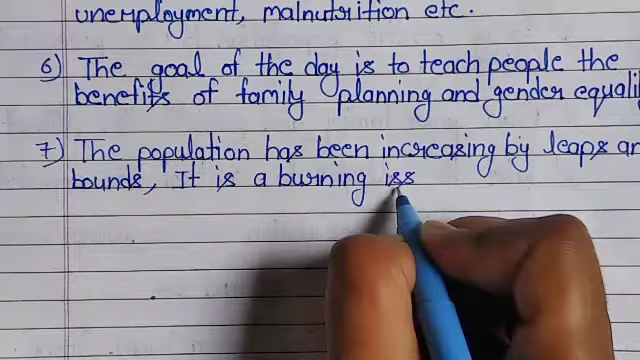 unemployment, malnutrition etc.
6) The goal of the day is to teach people the
benefits of family planning and gender equali
7) The population has been increasing by leaps an
bounds, It is a burning iss